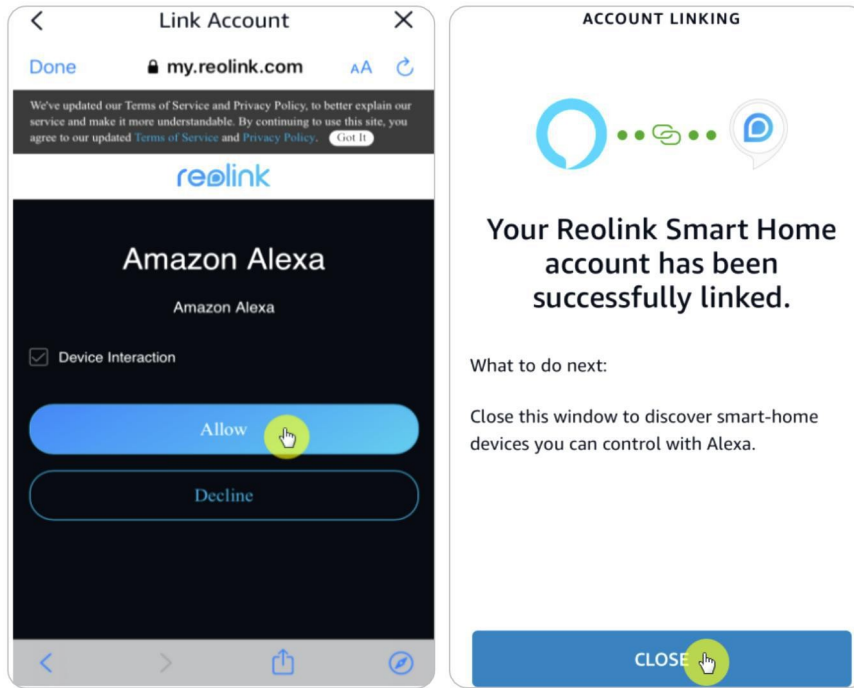 Link Account
Done
my.reolink.com
AA
We've updated our Terms of Service and Privacy Policy, to better explain our
service and make it more understandable. By continuing to use this site, you
agree to our updated Terms of Service and Privacy Policy. Got It
reolink
Amazon Alexa
Amazon Alexa
Device Interaction
Allow
Decline
ACCOUNT LINKING
Your Reolink Smart Home
account has been
successfully linked.
What to do next:
Close this window to discover smart-home
devices you can control with Alexa.
CLOSE